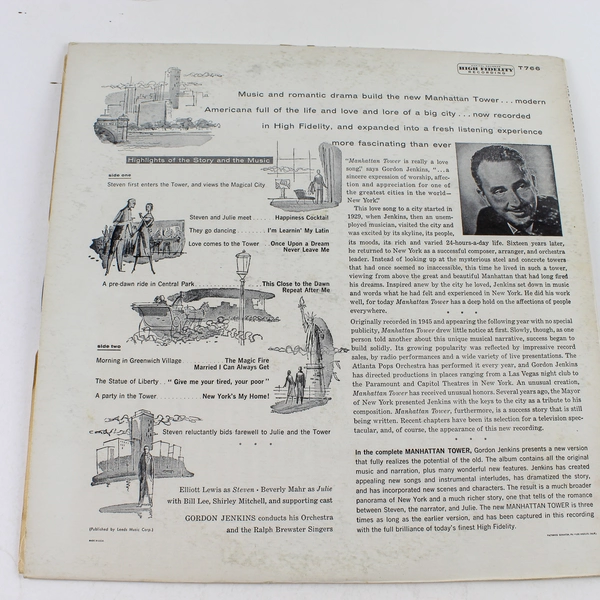 HIGH FIDELITY
RECORDING
T766
Music and romantic drama build the new Manhattan Tower . . . modern
Americana full of the life and love and lore of a big city . . . now recorded
in High Fidelity, and expanded into a fresh listening experience
more fascinating than ever
Highlights of the Story and the Music
side one
Steven first enters the Tower, and views the Magical City
Steven and Julie meet . . . . Happiness Cocktail
They go dancing . . . . I'm Learnin' My Latin
Love comes to the Tower . . . Once Upon a Dream
Never Leave Me
A pre-dawn ride in Central Park . . . . This Close to the Dawn
Repeat After Me
side two
Morning in Greenwich Village The Magic Fire
Married I Can Always Get
The Statue of Liberty . . "Give me your tired, your poor"
A party in the Tower . . . . New York's My Home!
Steven reluctantly bids farewell to Julie and the Tower
* * *
Elliott Lewis as Steven • Beverly Mahr as Julie
with Bill Lee, Shirley Mitchell, and supporting cast
GORDON JENKINS conducts his Orchestra
and the Ralph Brewster Singers
(Published by Leeds Music Corp.)
"Manhattan Tower is really a love
song," says Gordon Jenkins, ". . . a
sincere expression of worship, affec-
tion and appreciation for one of
the greatest cities in the world—
New York."
This love song to a city started in
1929, when Jenkins, then an unem-
ployed musician, visited the city and
was excited by its skyline, its people,
its moods, its rich and varied 24-hours-a-day life. Sixteen years later,
he returned to New York as a successful composer, arranger, and orchestra
leader. Instead of looking up at the mysterious steel and concrete towers
that had once seemed so inaccessible, this time he lived in such a tower,
viewing from above the great and beautiful Manhattan that had long fired
his dreams. Inspired anew by the city he loved, Jenkins set down in music
and words what he had felt and experienced in New York. He did his work
well, for today Manhattan Tower has a deep hold on the affections of people
everywhere.
* * *
Originally recorded in 1945 and appearing the following year with no special
publicity, Manhattan Tower drew little notice at first. Slowly, though, as one
person told another about this unique musical narrative, success began to
build solidly. Its growing popularity was reflected by impressive record
sales, by radio performances and a wide variety of live presentations. The
Atlanta Pops Orchestra has performed it every year, and Gordon Jenkins
has directed productions in places ranging from a Las Vegas night club to
the Paramount and Capitol Theatres in New York. An unusual creation,
Manhattan Tower has received unusual honors. Several years ago, the Mayor
of New York presented Jenkins with the keys to the city as a tribute to his
composition. Manhattan Tower, furthermore, is a success story that is still
being written. Recent chapters have been its selection for a television spec-
tacular, and, of course, the appearance of this new recording.
* * *
In the complete MANHATTAN TOWER, Gordon Jenkins presents a new version
that fully realizes the potential of the old. The album contains all the original
music and narration, plus many wonderful new features. Jenkins has created
appealing new songs and instrumental interludes, has dramatized the story,
and has incorporated new scenes and characters. The result is a much broader
panorama of New York and a much richer story, one that tells of the romance
between Steven, the narrator, and Julie. The new MANHATTAN TOWER is three
times as long as the earlier version, and has been captured in this recording
with the full brilliance of today's finest High Fidelity.